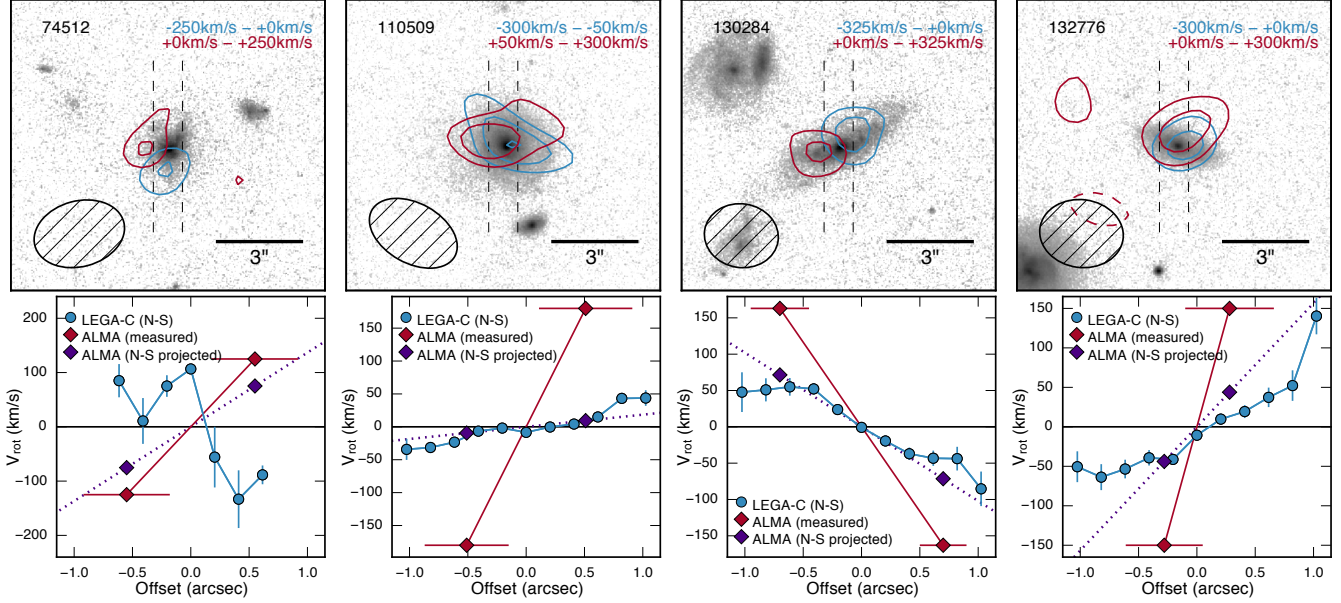 74512
-250km/s – +0km/s
+0km/s – +250km/s
3"
110509
-300km/s – -50km/s
+50km/s – +300km/s
3"
130284
-325km/s – +0km/s
+0km/s – +325km/s
3"
132776
-300km/s – +0km/s
+0km/s – +300km/s
3"
LEGA-C (N-S)
ALMA (measured)
ALMA (N-S projected)
200
100
0
−100
−200
V_rot (km/s)
−1.0 −0.5 0.0 0.5 1.0
Offset (arcsec)
LEGA-C (N-S)
ALMA (measured)
ALMA (N-S projected)
150
100
50
0
−50
−100
−150
V_rot (km/s)
−1.0 −0.5 0.0 0.5 1.0
Offset (arcsec)
150
100
50
0
−50
−100
−150
V_rot (km/s)
LEGA-C (N-S)
ALMA (measured)
ALMA (N-S projected)
−1.0 −0.5 0.0 0.5 1.0
Offset (arcsec)
LEGA-C (N-S)
ALMA (measured)
ALMA (N-S projected)
150
100
50
0
−50
−100
−150
V_rot (km/s)
−1.0 −0.5 0.0 0.5 1.0
Offset (arcsec)